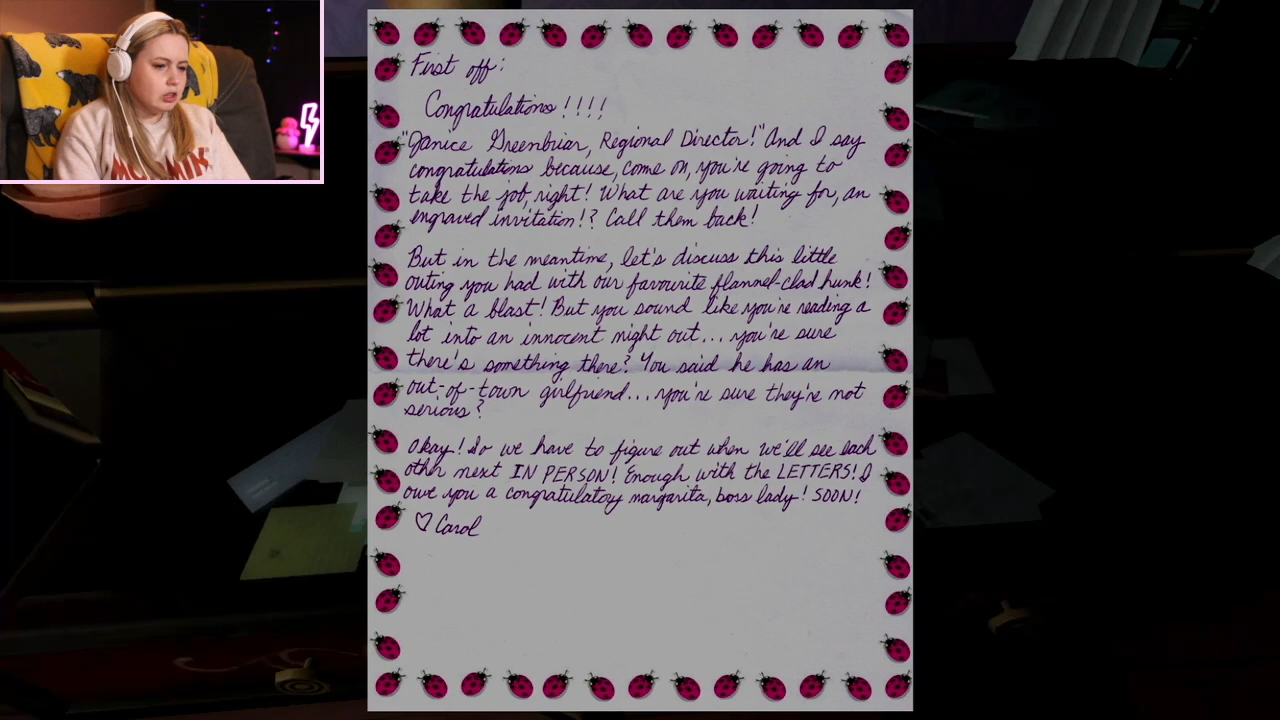 First off:
Congratulations!!!!
"Janice Greenbriar, Regional Director!" And I say
congratulations because, come on, you're going to
take the job, right! What are you waiting for, an
engraved invitation!? Call them back!
But in the meantime, let's discuss this little
outing you had with our favourite flannel-clad hunk!
What a blast! But you sound like you're reading a
lot into an innocent night out... you're sure
there's something there? You said he has an
out-of-town girlfriend... you're sure they're not
serious?
Okay! So we have to figure out when we'll see each
other next IN PERSON! Enough with the LETTERS! I
owe you a congratulatory margarita, boss lady! SOON!
♡ Carol